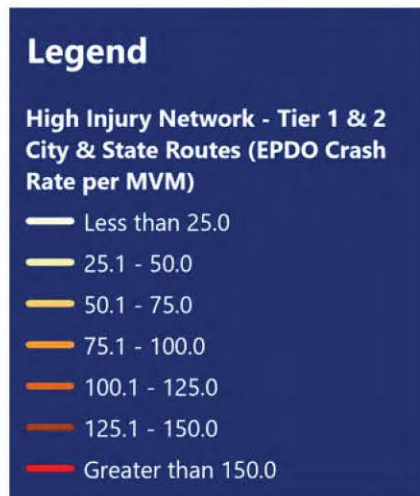 Legend
High Injury Network - Tier 1 & 2
City & State Routes (EPDO Crash
Rate per MVM)
Less than 25.0
25.1 - 50.0
50.1 - 75.0
75.1 - 100.0
100.1 - 125.0
125.1 - 150.0
Greater than 150.0